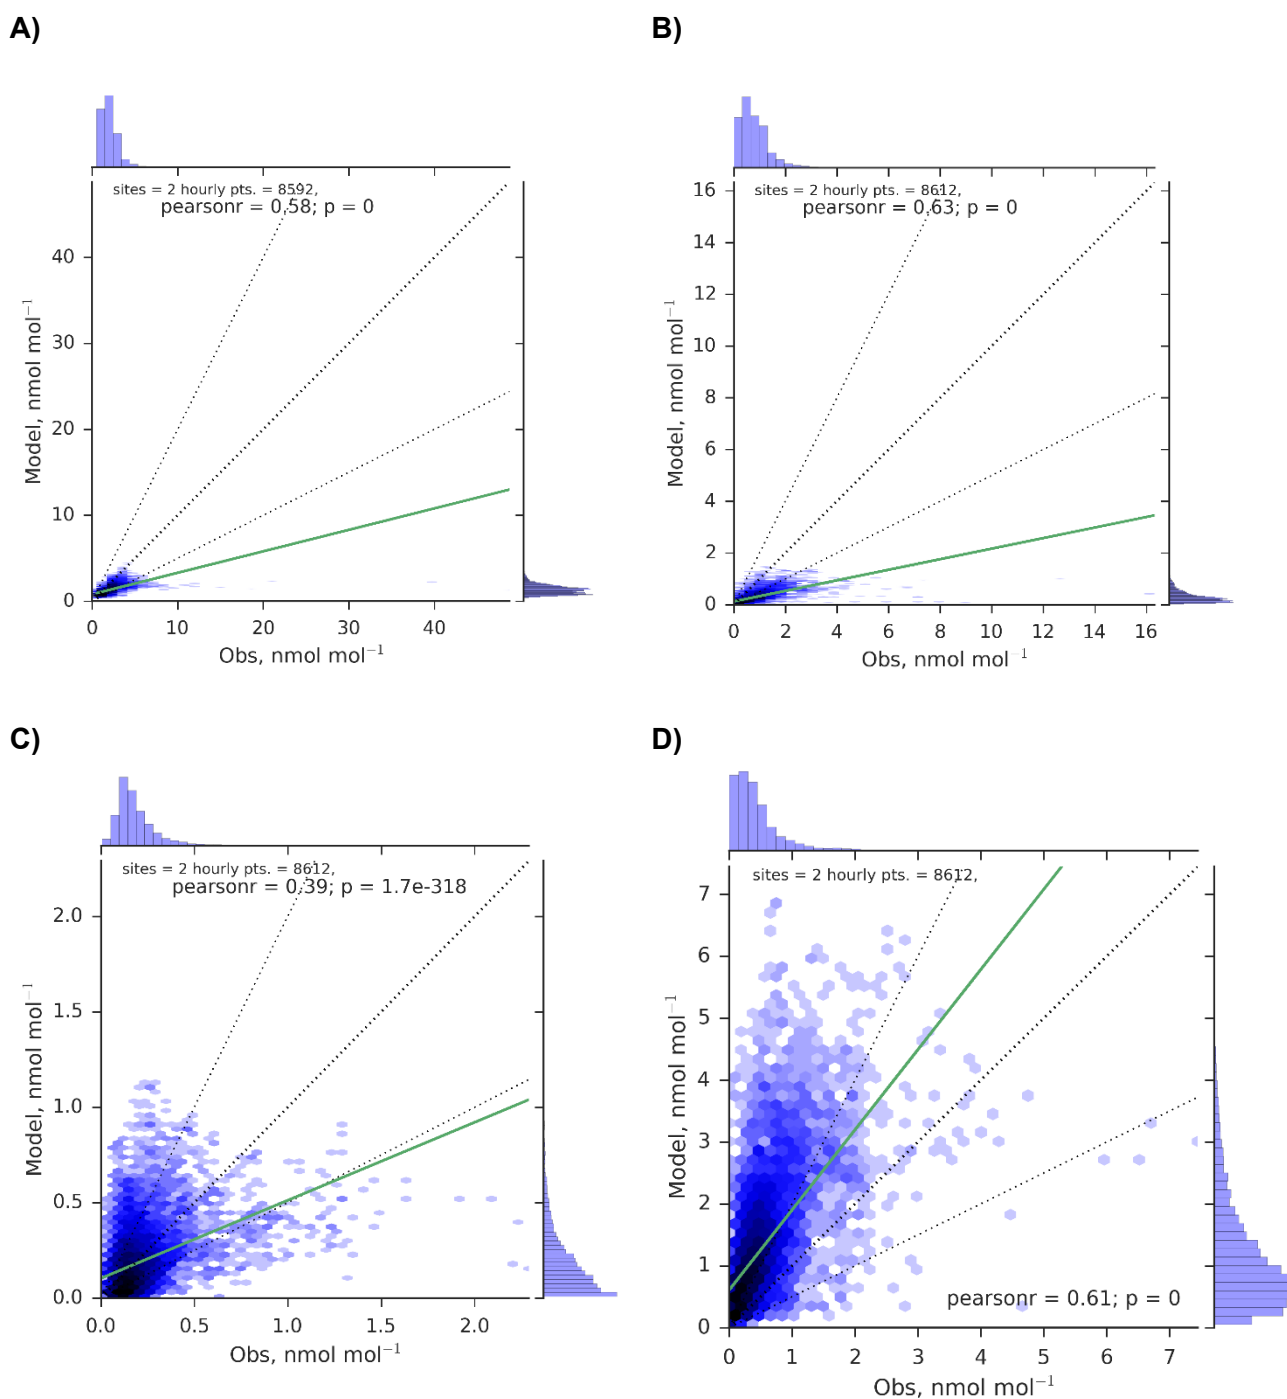 A)
sites = 2 hourly pts. = 8592,
pearsonr = 0.58; p = 0
40
30
20
10
0
Model, nmol mol⁻¹
0 10 20 30 40
Obs, nmol mol⁻¹
B)
sites = 2 hourly pts. = 8612,
pearsonr = 0.63; p = 0
16
14
12
10
8
6
4
2
0
Model, nmol mol⁻¹
0 2 4 6 8 10 12 14 16
Obs, nmol mol⁻¹
C)
sites = 2 hourly pts. = 8612,
pearsonr = 0.39; p = 1.7e-318
2.0
1.5
1.0
0.5
0.0
Model, nmol mol⁻¹
0.0 0.5 1.0 1.5 2.0
Obs, nmol mol⁻¹
D)
sites = 2 hourly pts. = 8612,
7
6
5
4
3
2
1
0
Model, nmol mol⁻¹
pearsonr = 0.61; p = 0
0 1 2 3 4 5 6 7
Obs, nmol mol⁻¹